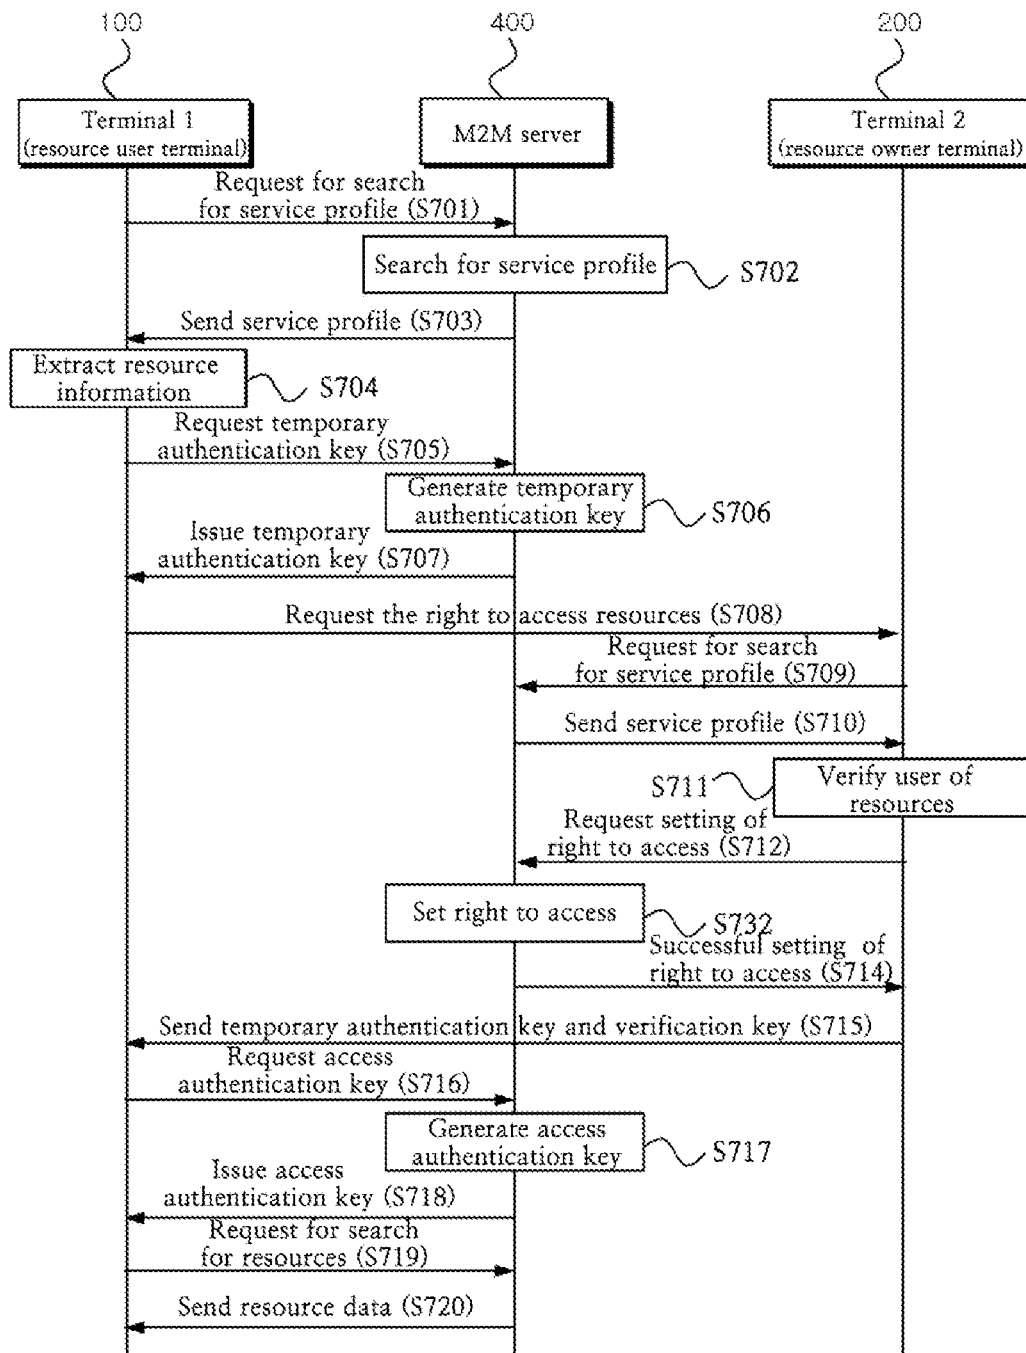 100
400
200
Terminal 1
(resource user terminal)
M2M server
Terminal 2
(resource owner terminal)
Request for search
for service profile (S701)
Search for service profile
S702
Send service profile (S703)
Extract resource
information
S704
Request temporary
authentication key (S705)
Generate temporary
authentication key
S706
Issue temporary
authentication key (S707)
Request the right to access resources (S708)
Request for search
for service profile (S709)
Send service profile (S710)
S711
Verify user of
resources
Request setting of
right to access (S712)
Set right to access
S732
Successful setting of
right to access (S714)
Send temporary authentication key and verification key (S715)
Request access
authentication key (S716)
Generate access
authentication key
S717
Issue access
authentication key (S718)
Request for search
for resources (S719)
Send resource data (S720)